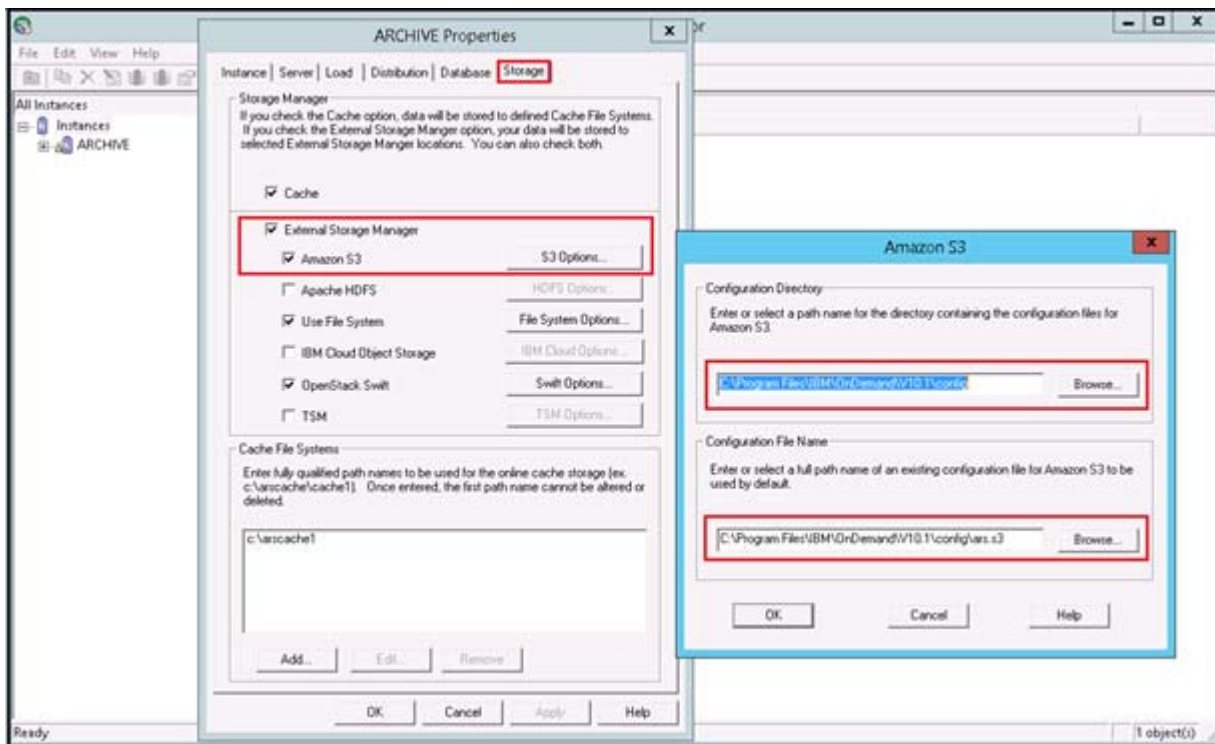 or
File Edit View Help
All Instances
Instances
ARCHIVE
ARCHIVE Properties
x
Instance Server Load Distribution Database Storage
Storage Manager
If you check the Cache option, data will be stored to defined Cache File Systems.
If you check the External Storage Manger option, your data will be stored to
selected External Storage Manger locations. You can also check both.
Cache
External Storage Manager
Amazon S3 S3 Options...
Apache HDFS HDFS Options...
Use File System File System Options...
IBM Cloud Object Storage IBM Cloud Options...
OpenStack Swift Swift Options...
TSM TSM Options...
Cache File Systems
Enter fully qualified path names to be used for the online cache storage (ex.
c:\arscache\cache1). Once entered, the first path name cannot be altered or
deleted.
c:\arscache1
Add... Edit... Remove
OK Cancel Apply Help
Amazon S3
x
Configuration Directory
Enter or select a path name for the directory containing the configuration files for
Amazon S3.
C:\Program Files\IBM\OnDemand\V10.1\config Browse...
Configuration File Name
Enter or select a full path name of an existing configuration file for Amazon S3 to be
used by default.
C:\Program Files\IBM\OnDemand\V10.1\config\ars.s3 Browse...
OK Cancel Help
Ready 1 object(s)